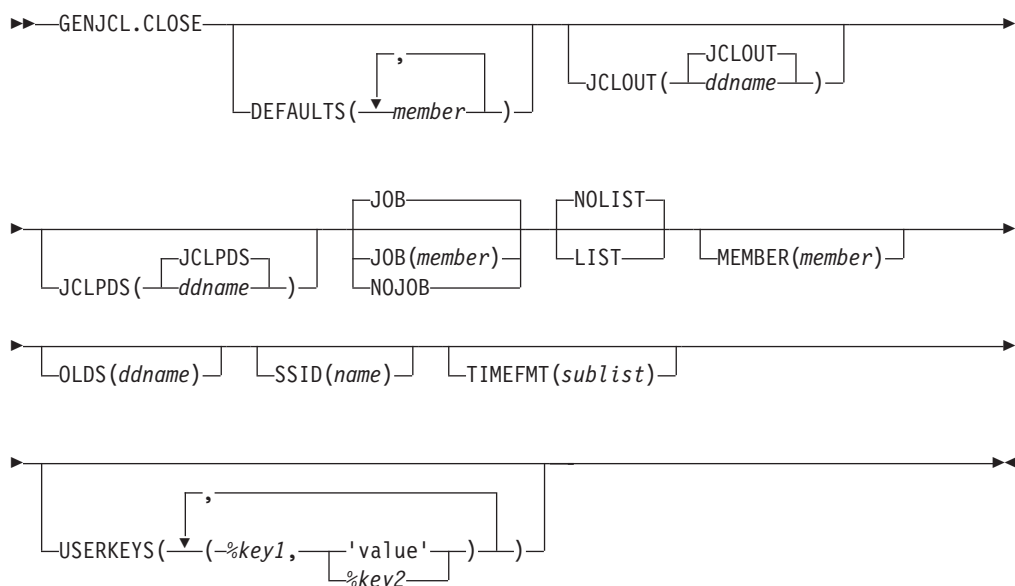 GENJCL.CLOSE
,
DEFAULTS( member )
JCLOUT
JCLOUT( ddname )
JCLPDS
JCLPDS( ddname )
JOB
JOB(member)
NOJOB
NOLIST
LIST
MEMBER(member)
OLDS(ddname)
SSID(name)
TIMEFMT(sublist)
,
USERKEYS( (%key1, 'value' ) )
%key2